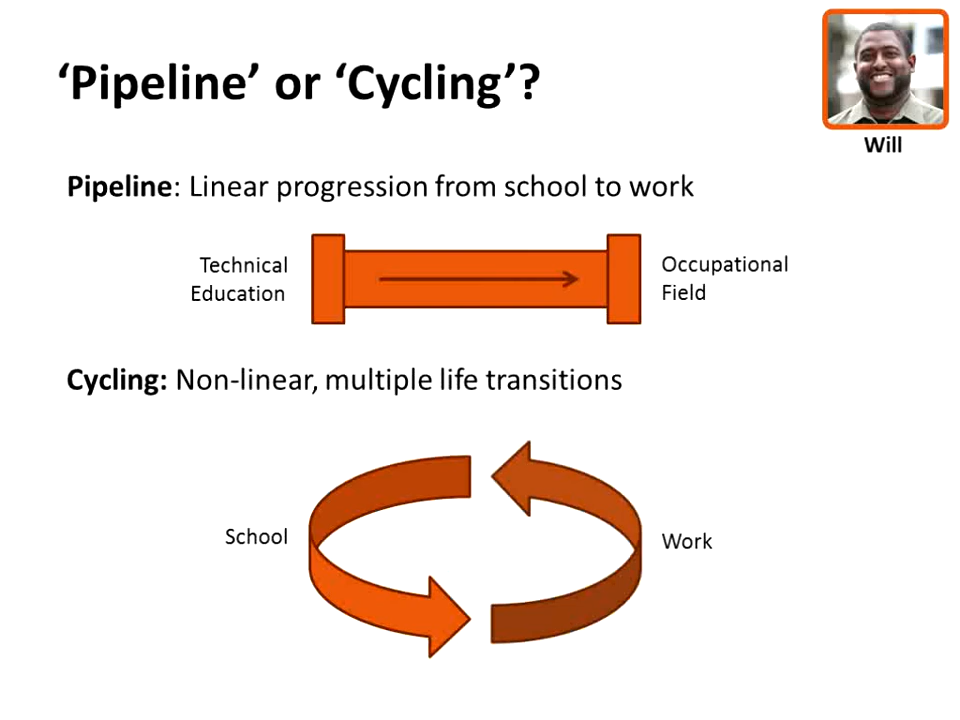 ‘Pipeline’ or ‘Cycling’?
Will
Pipeline: Linear progression from school to work
Technical
Education
Occupational
Field
Cycling: Non-linear, multiple life transitions
School
Work